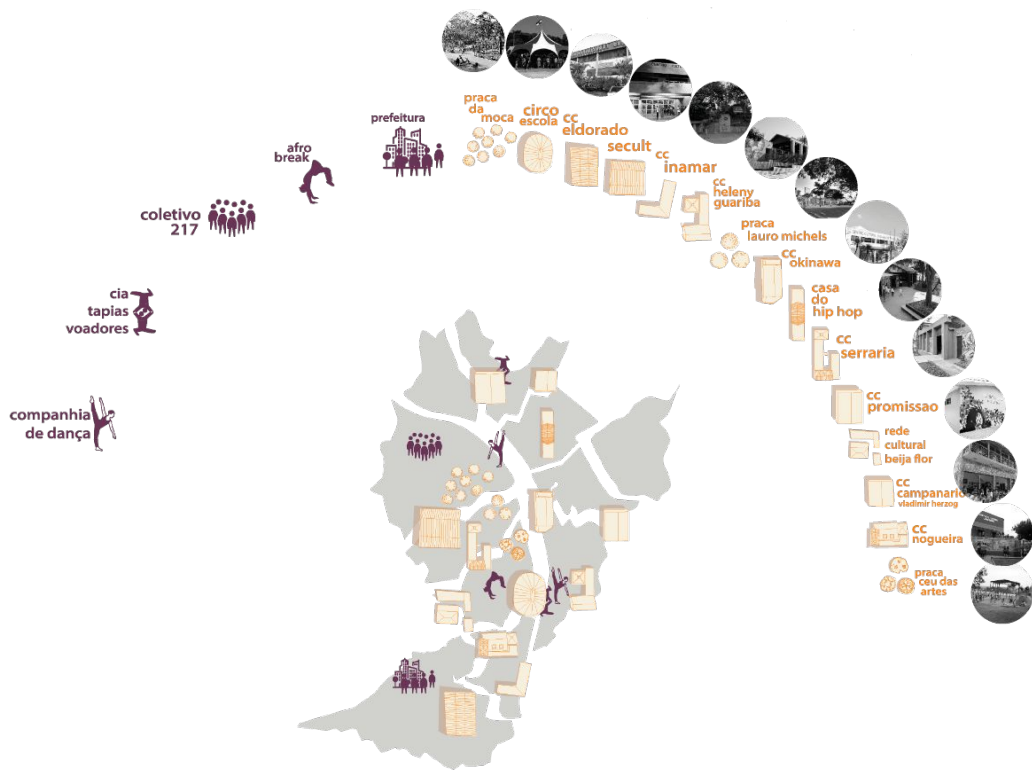 prefeitura
afro
break
coletivo
217
cia
tapias
voadores
companhia
de dança
praca
da
moca
circo
escola
cc
eldorado
secult
cc
inamar
cc
heleny
guariba
praca
lauro michels
cc
okinawa
casa
do
hip hop
cc
serraria
cc
promissao
rede
cultural
beija flor
cc
campanario
vladimir herzog
cc
nogueira
praca
ceu das
artes